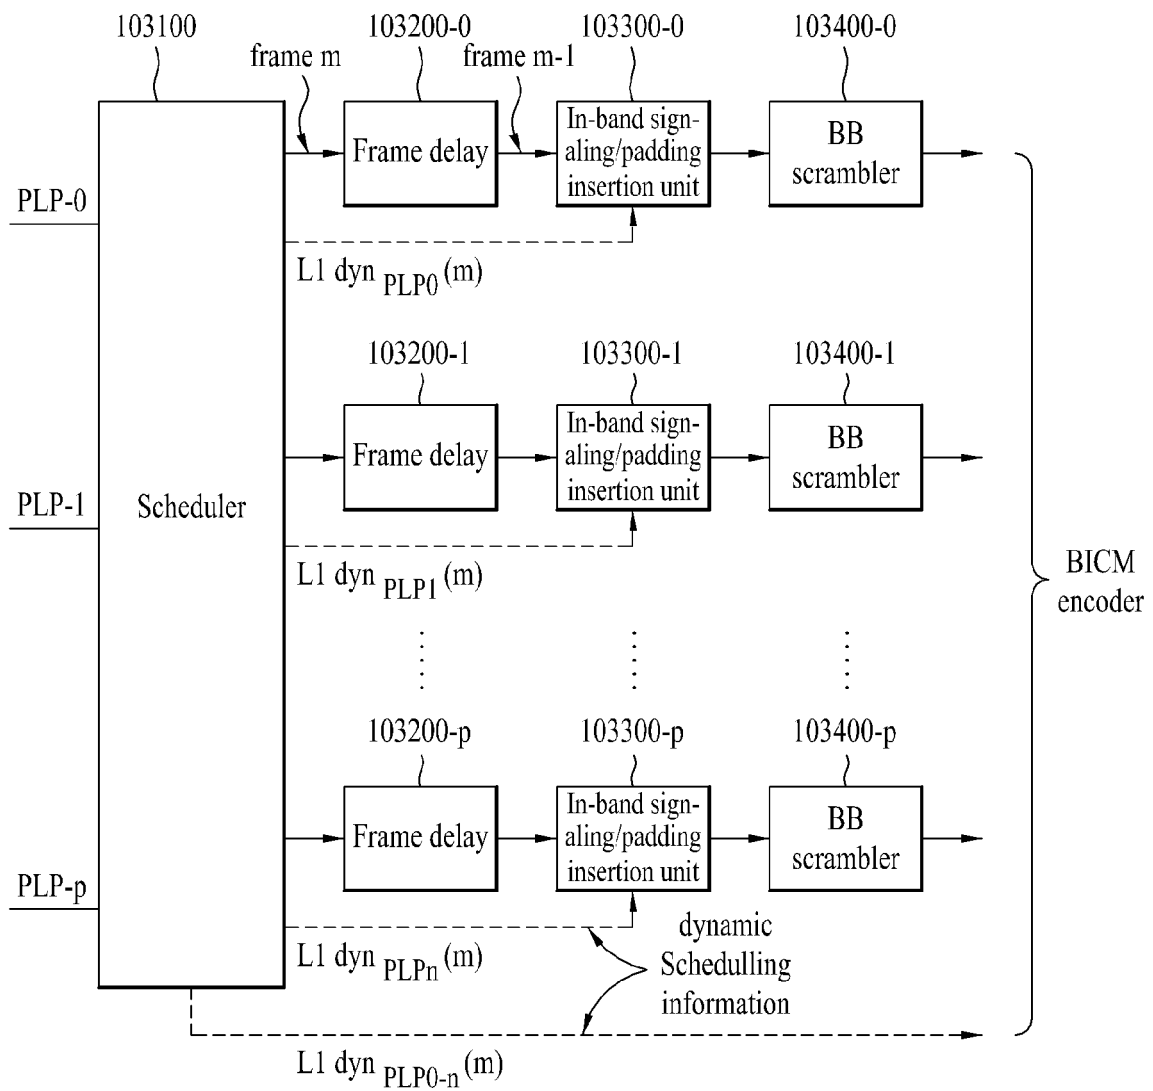 103100
103200-0
103300-0
103400-0
frame m
frame m-1
Frame delay
In-band sign-
aling/padding
insertion unit
BB
scrambler
PLP-0
L1 dyn PLP0 (m)
103200-1
103300-1
103400-1
Frame delay
In-band sign-
aling/padding
insertion unit
BB
scrambler
PLP-1
Scheduler
L1 dyn PLP1 (m)
BICM
encoder
103200-p
103300-p
103400-p
Frame delay
In-band sign-
aling/padding
insertion unit
BB
scrambler
PLP-p
L1 dyn PLPn (m)
dynamic
Schedulling
information
L1 dyn PLP0-n (m)